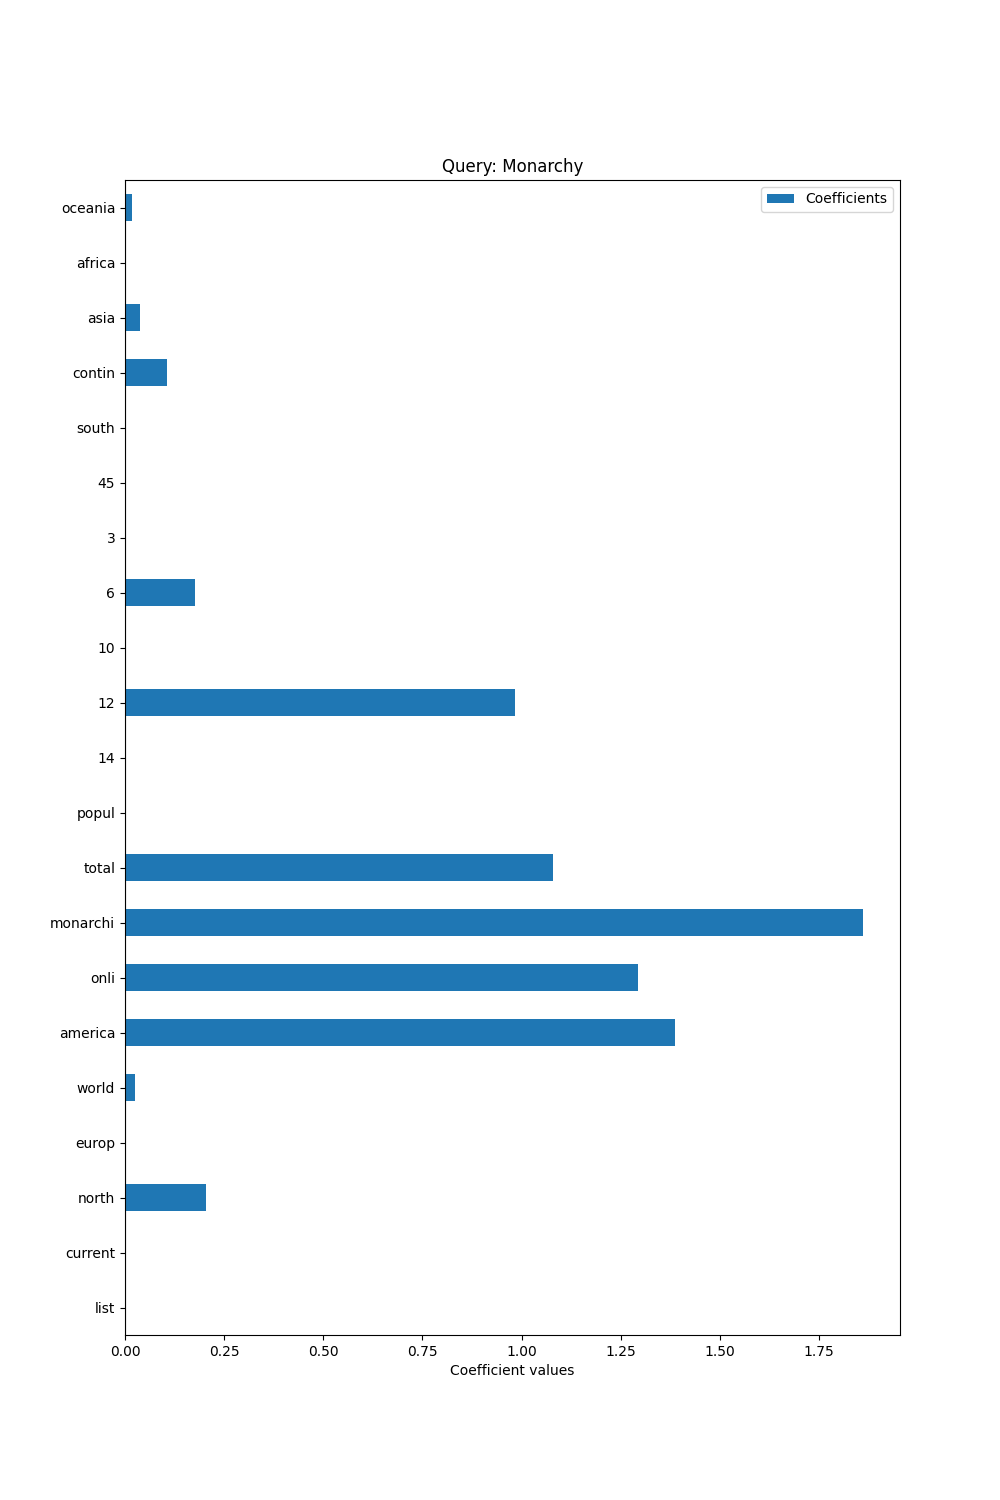 Query: Monarchy
Coefficients
oceania
africa
asia
contin
south
45
3
6
10
12
14
popul
total
monarchi
onli
america
world
europ
north
current
list
0.00 0.25 0.50 0.75 1.00 1.25 1.50 1.75
Coefficient values